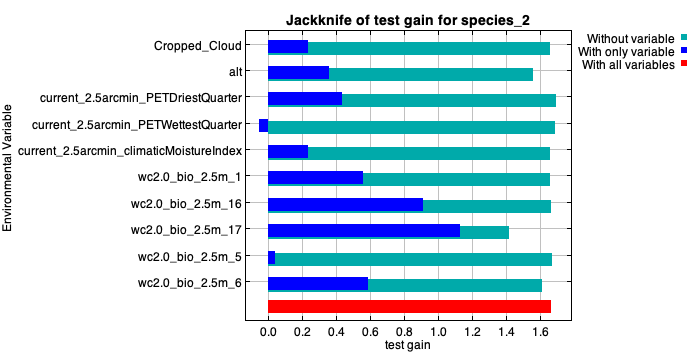 Jackknife of test gain for species_2
Without variable
With only variable
With all variables
Environmental Variable
Cropped_Cloud
alt
current_2.5arcmin_PETDriestQuarter
current_2.5arcmin_PETWettestQuarter
current_2.5arcmin_climaticMoistureIndex
wc2.0_bio_2.5m_1
wc2.0_bio_2.5m_16
wc2.0_bio_2.5m_17
wc2.0_bio_2.5m_5
wc2.0_bio_2.5m_6
0.0 0.2 0.4 0.6 0.8 1.0 1.2 1.4 1.6
test gain